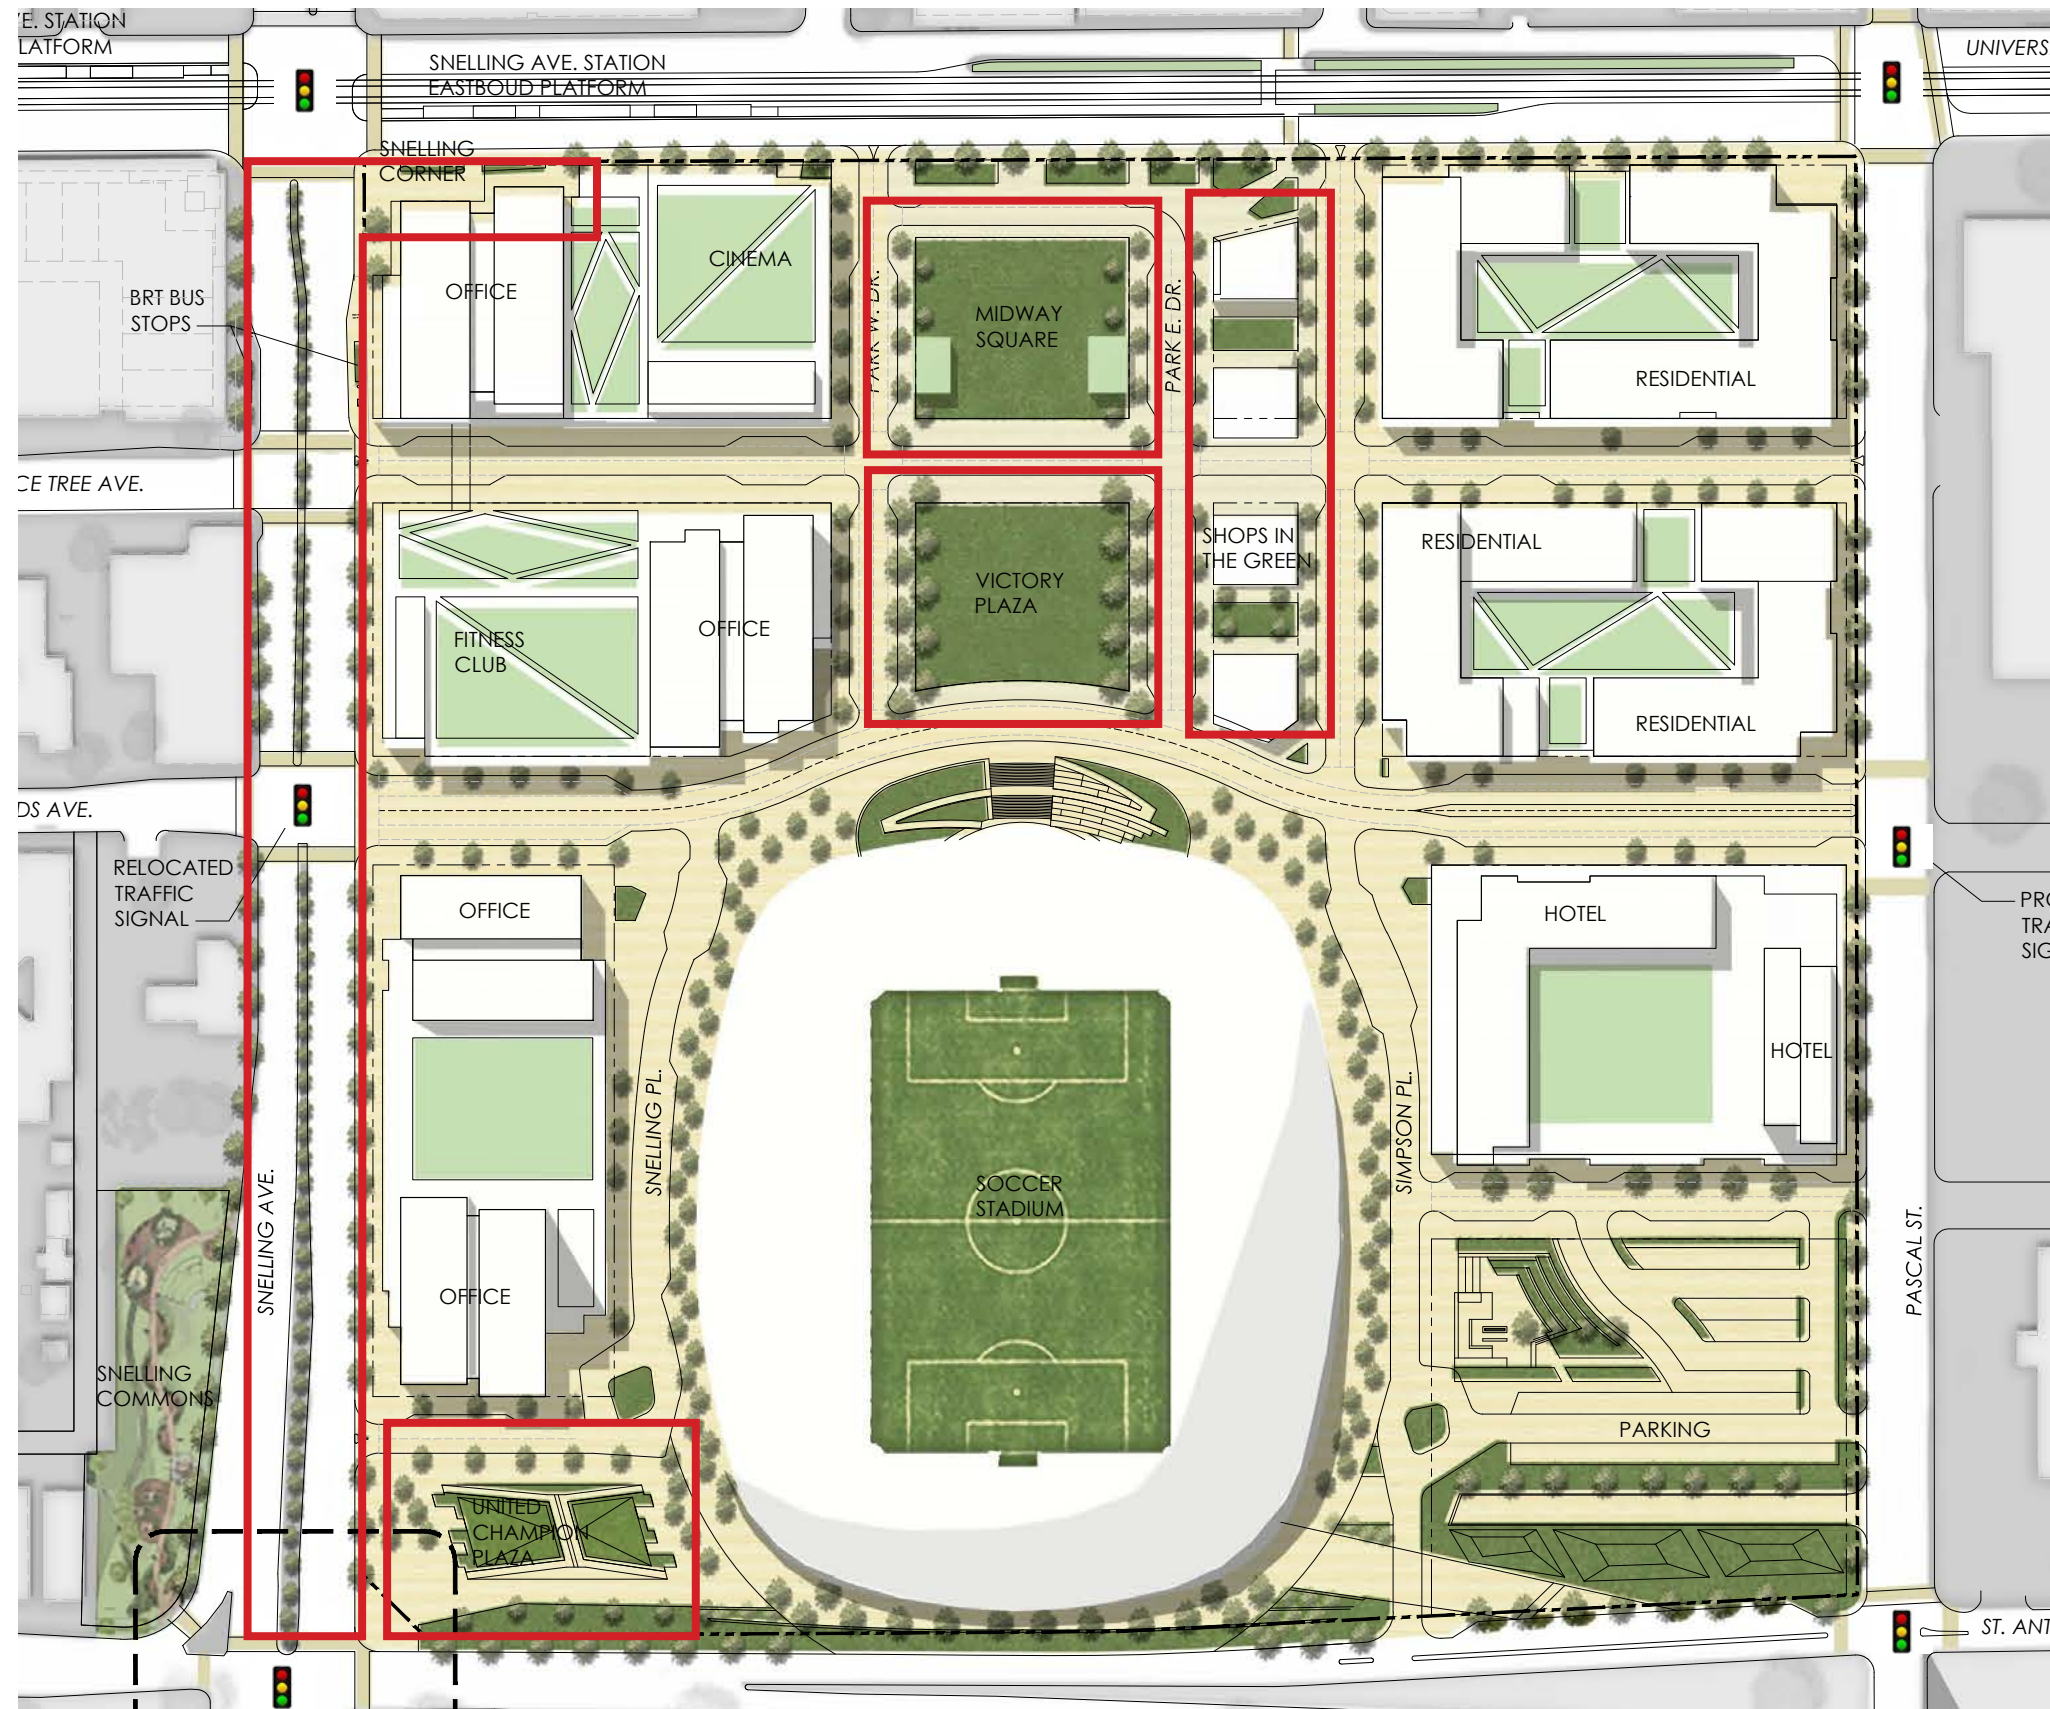 /E. STATION
LATFORM
SNELLING AVE. STATION
EASTBOUD PLATFORM
UNIVERS
SNELLING
CORNER
CINEMA
OFFICE
BRT BUS
STOPS
PARK W. DR.
MIDWAY
SQUARE
PARK E. DR.
RESIDENTIAL
CE TREE AVE.
SHOPS IN
THE GREEN
RESIDENTIAL
VICTORY
PLAZA
FITNESS
CLUB
OFFICE
RESIDENTIAL
DS AVE.
RELOCATED
TRAFFIC
SIGNAL
OFFICE
HOTEL
PRO
TRA
SIG
HOTEL
SNELLING PL.
SIMPSON PL.
SOCCER
STADIUM
SNELLING AVE.
PASCAL ST.
OFFICE
SNELLING
COMMONS
PARKING
UNITED
CHAMPION
PLAZA
ST. ANT